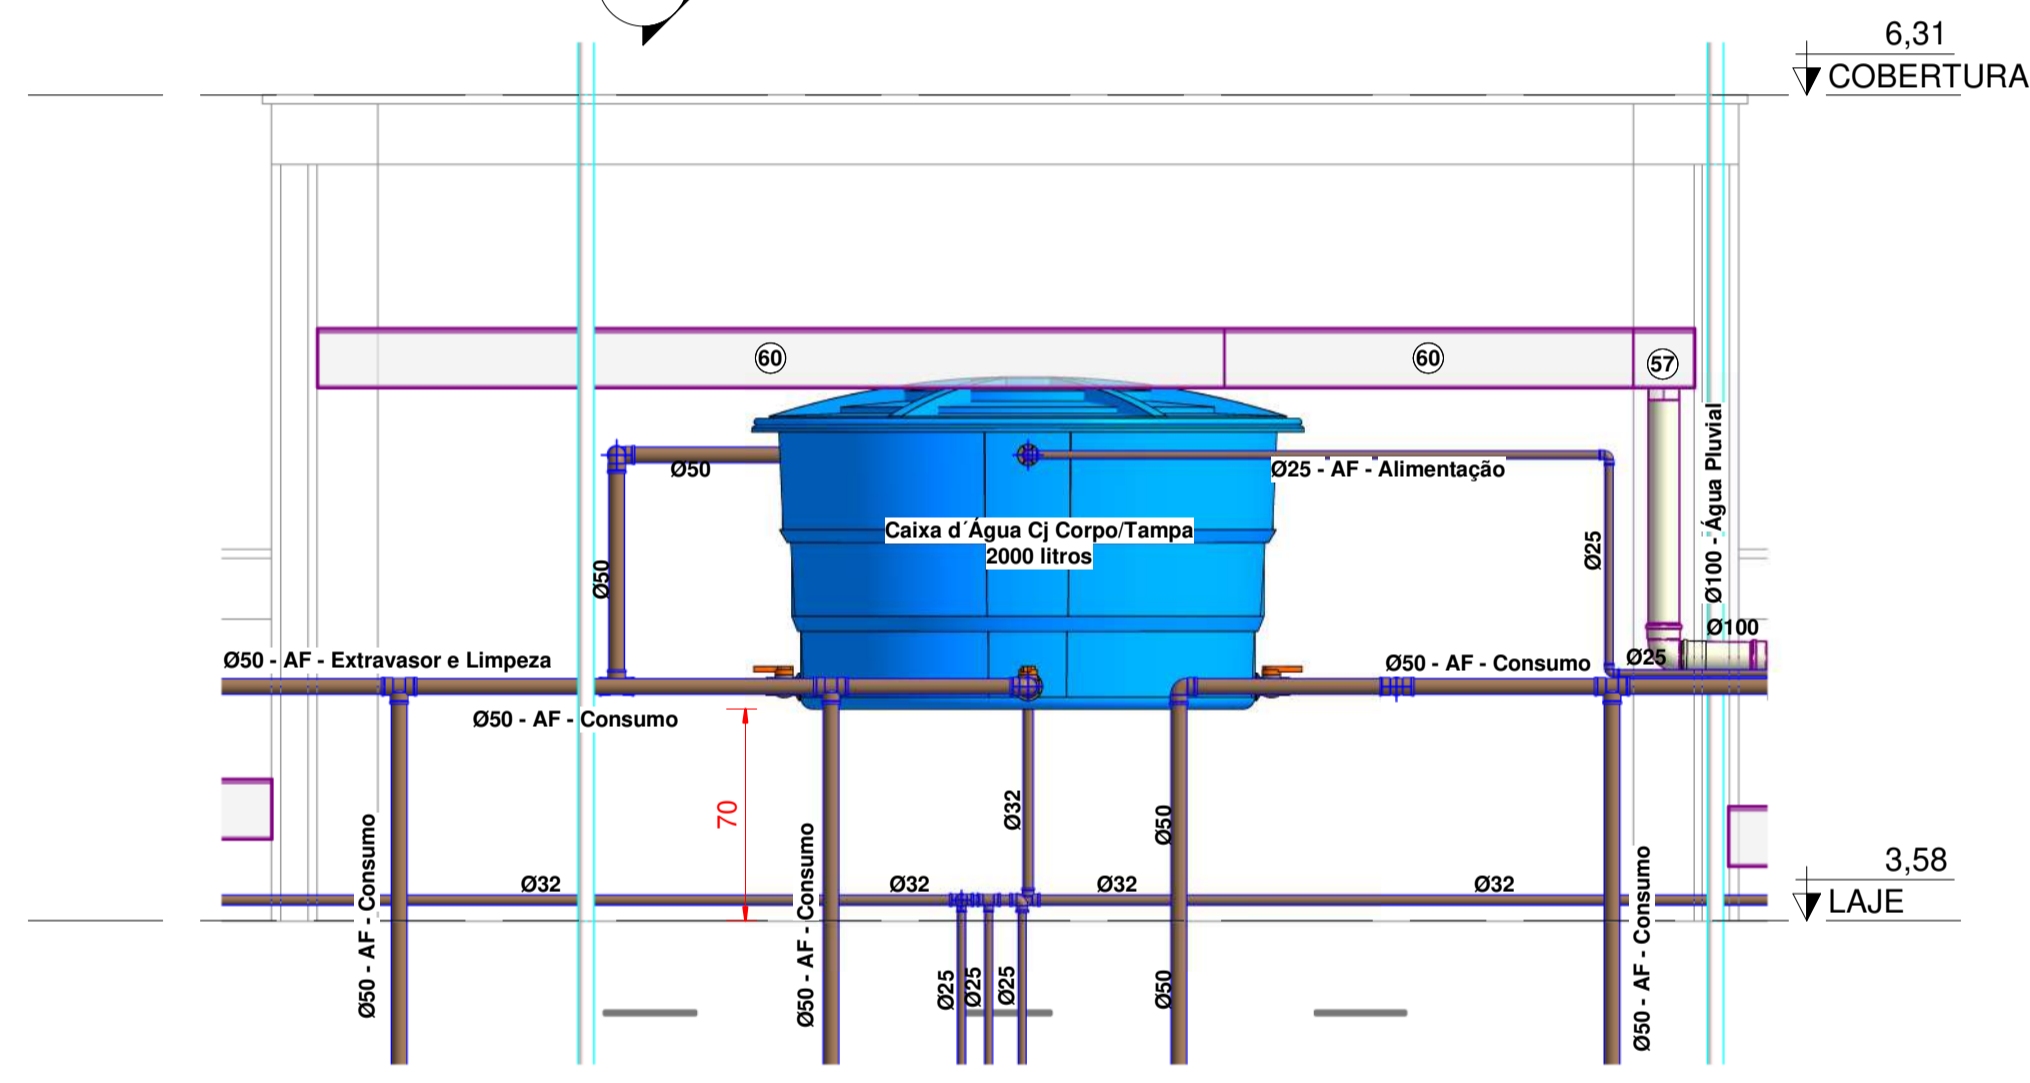 6,31
COBERTURA
60
60
57
Ø50
Ø25 - AF - Alimentação
Ø100 - Água Pluvial
Caixa d´Água Cj Corpo/Tampa
2000 litros
Ø50
Ø25
Ø100
Ø50 - AF - Extravasor e Limpeza
Ø50 - AF - Consumo
Ø25
Ø50 - AF - Consumo
70
Ø32
Ø50
3,58
LAJE
Ø32
Ø32
Ø32
Ø32
Ø50 - AF - Consumo
Ø50 - AF - Consumo
Ø25
Ø25
Ø25
Ø50
Ø50 - AF - Consumo